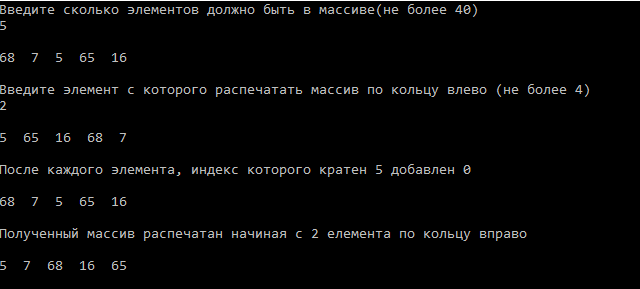 Введите сколько элементов должно быть в массиве(не более 40)
5
68 7 5 65 16
Введите элемент с которого распечатать массив по кольцу влево (не более 4)
2
5 65 16 68 7
После каждого элемента, индекс которого кратен 5 добавлен 0
68 7 5 65 16
Полученный массив распечатан начиная с 2 елемента по кольцу вправо
5 7 68 16 65